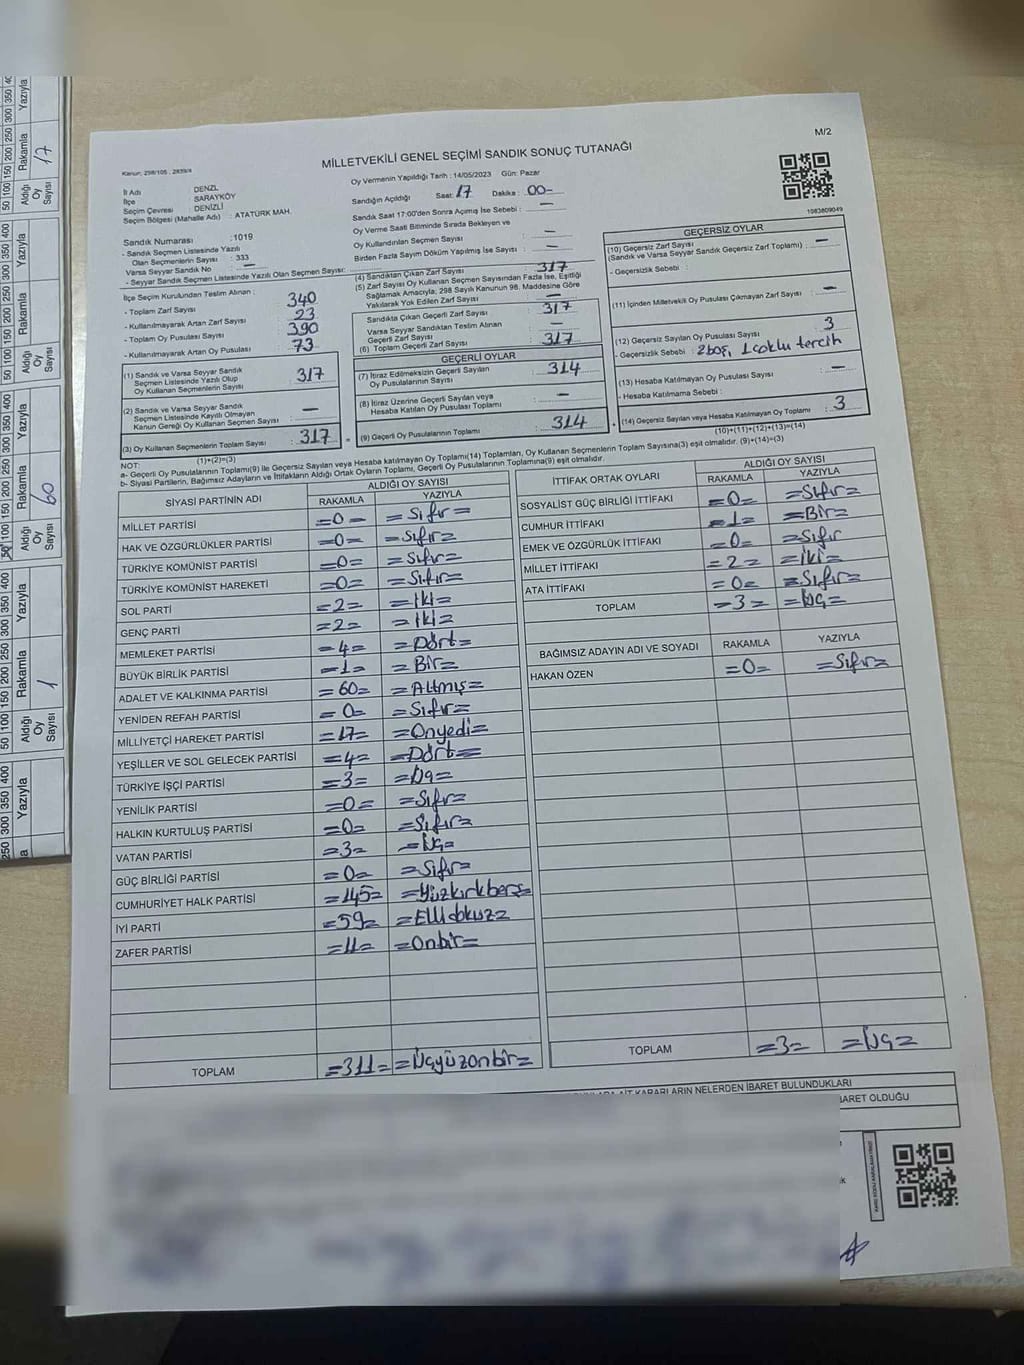 M/2
MİLLETVEKİLİ GENEL SEÇİMİ SANDIK SONUÇ TUTANAĞI
Kanun: 298/105 , 2839/4
Oy Vermenin Yapıldığı Tarih : 14/05/2023 Gün: Pazar
İl Adı DENİZLİ
İlçe SARAYKÖY
Seçim Çevresi DENİZLİ
Seçim Bölgesi (Mahalle Adı) : ATATÜRK MAH.
Sandığın Açıldığı Saat: 17 Dakika : 00-
Sandık Saat 17:00'den Sonra Açımış İse Sebebi : —
Oy Verme Saati Bitiminde Sırada Bekleyen ve
Oy Kullandırılan Seçmen Sayısı —
Birden Fazla Sayım Döküm Yapılmış İse Sayısı : —
Sandık Numarası :1019
- Sandık Seçmen Listesinde Yazılı
Olan Seçmenlerin Sayısı : 333
Varsa Seyyar Sandık No —
- Seyyar Sandık Seçmen Listesinde Yazılı Olan Seçmen Sayısı:
(4) Sandıktan Çıkan Zarf Sayısı 317
(5) Zarf Sayısı Oy Kullanan Seçmen Sayısından Fazla İse, Eşitliği
Sağlamak Amacıyla; 298 Sayılı Kanunun 98. Maddesine Göre
Yakılarak Yok Edilen Zarf Sayısı : —
İlçe Seçim Kurulundan Teslim Alınan :
- Toplam Zarf Sayısı : 340
- Kullanılmayarak Artan Zarf Sayısı : 23
- Toplam Oy Pusulası Sayısı : 390
- Kullanılmayarak Artan Oy Pusulası : 73
Sandıkta Çıkan Geçerli Zarf Sayısı : 317
Varsa Seyyar Sandıktan Teslim Alınan
Geçerli Zarf Sayısı : —
(6) Toplam Geçerli Zarf Sayısı : 317
(1) Sandık ve Varsa Seyyar Sandık
Seçmen Listesinde Yazılı Olup
Oy Kullanan Seçmenlerin Sayısı : 317
(2) Sandık ve Varsa Seyyar Sandık
Seçmen Listesinde Kayıtlı Olmayan
Kanun Gereği Oy Kullanan Seçmen Sayısı : —
(3) Oy Kullanan Seçmenlerin Toplam Sayısı : 317
(1)+(2)=(3)
GEÇERLİ OYLAR
(7) İtiraz Edilmeksizin Geçerli Sayılan
Oy Pusulalarının Sayısı : 314
(8) İtiraz Üzerine Geçerli Sayılan veya
Hesaba Katılan Oy Pusulası Toplamı : —
(9) Geçerli Oy Pusulalarının Toplamı : 314
1083809049
GEÇERSİZ OYLAR
(10) Geçersiz Zarf Sayısı
(Sandık ve Varsa Seyyar Sandık Geçersiz Zarf Toplamı) : —
- Geçersizlik Sebebi :
(11) İçinden Milletvekili Oy Pusulası Çıkmayan Zarf Sayısı : —
(12) Geçersiz Sayılan Oy Pusulası Sayısı : 3
- Geçersizlik Sebebi : 2boş, 1çoklu tercih
(13) Hesaba Katılmayan Oy Pusulası Sayısı : —
- Hesaba Katılmama Sebebi :
(14) Geçersiz Sayılan veya Hesaba Katılmayan Oy Toplamı : 3
(10)+(11)+(12)+(13)=(14)
NOT:
a- Geçerli Oy Pusulalarının Toplamı(9) ile Geçersiz Sayılan veya Hesaba katılmayan Oy Toplamı(14) Toplamları, Oy Kullanan Seçmenlerin Toplam Sayısına(3) eşit olmalıdır. (9)+(14)=(3)
b- Siyasi Partilerin, Bağımsız Adayların ve İttifakların Aldığı Ortak Oyların Toplamı, Geçerli Oy Pusulalarının Toplamına(9) eşit olmalıdır.
SİYASİ PARTİNİN ADI ALDIĞI OY SAYISI
RAKAMLA YAZIYLA
MİLLET PARTİSİ =0= =Sıfır=
HAK VE ÖZGÜRLÜKLER PARTİSİ =0= =Sıfır=
TÜRKİYE KOMÜNİST PARTİSİ =0= =Sıfır=
TÜRKİYE KOMÜNİST HAREKETİ =0= =Sıfır=
SOL PARTİ =2= =İki=
GENÇ PARTİ =2= =İki=
MEMLEKET PARTİSİ =4= =Dört=
BÜYÜK BİRLİK PARTİSİ =1= =Bir=
ADALET VE KALKINMA PARTİSİ =60= =Altmış=
YENİDEN REFAH PARTİSİ =0= =Sıfır=
MİLLİYETÇİ HAREKET PARTİSİ =17= =Onyedi=
YEŞİLLER VE SOL GELECEK PARTİSİ =4= =Dört=
TÜRKİYE İŞÇİ PARTİSİ =3= =Üç=
YENİLİK PARTİSİ =0= =Sıfır=
HALKIN KURTULUŞ PARTİSİ =0= =Sıfır=
VATAN PARTİSİ =3= =Üç=
GÜÇ BİRLİĞİ PARTİSİ =0= =Sıfır=
CUMHURİYET HALK PARTİSİ =145= =Yüzkırkbeş=
İYİ PARTİ =59= =Ellidokuz=
ZAFER PARTİSİ =11= =Onbir=
TOPLAM =311= =Üçyüzonbir=
İTTİFAK ORTAK OYLARI ALDIĞI OY SAYISI
RAKAMLA YAZIYLA
SOSYALİST GÜÇ BİRLİĞİ İTTİFAKI =0= =Sıfır=
CUMHUR İTTİFAKI =1= =Bir=
EMEK VE ÖZGÜRLÜK İTTİFAKI =0= =Sıfır
MİLLET İTTİFAKI =2= =İki=
ATA İTTİFAKI =0= =Sıfır=
TOPLAM =3= =Üç=
BAĞIMSIZ ADAYIN ADI VE SOYADI RAKAMLA YAZIYLA
HAKAN ÖZEN =0= =Sıfır=
TOPLAM =3= =Üç=
KARARLARIN NELERDEN İBARET BULUNDUKLARI
BARET OLDUĞU
50 100 150 200 250 300 350 400
Aldığı Oy Sayısı Rakamla 17 Yazıyla
50 100 150 200 250 300 350 400
Aldığı Oy Sayısı Rakamla Yazıyla
50 100 150 200 250 300 350 400
Aldığı Oy Sayısı Rakamla 60 Yazıyla
50 100 150 200 250 300 350 400
Aldığı Oy Sayısı Rakamla 1 Yazıyla
50 100 150 200 250 300 350 400
Yazıyla
250 300 350 400